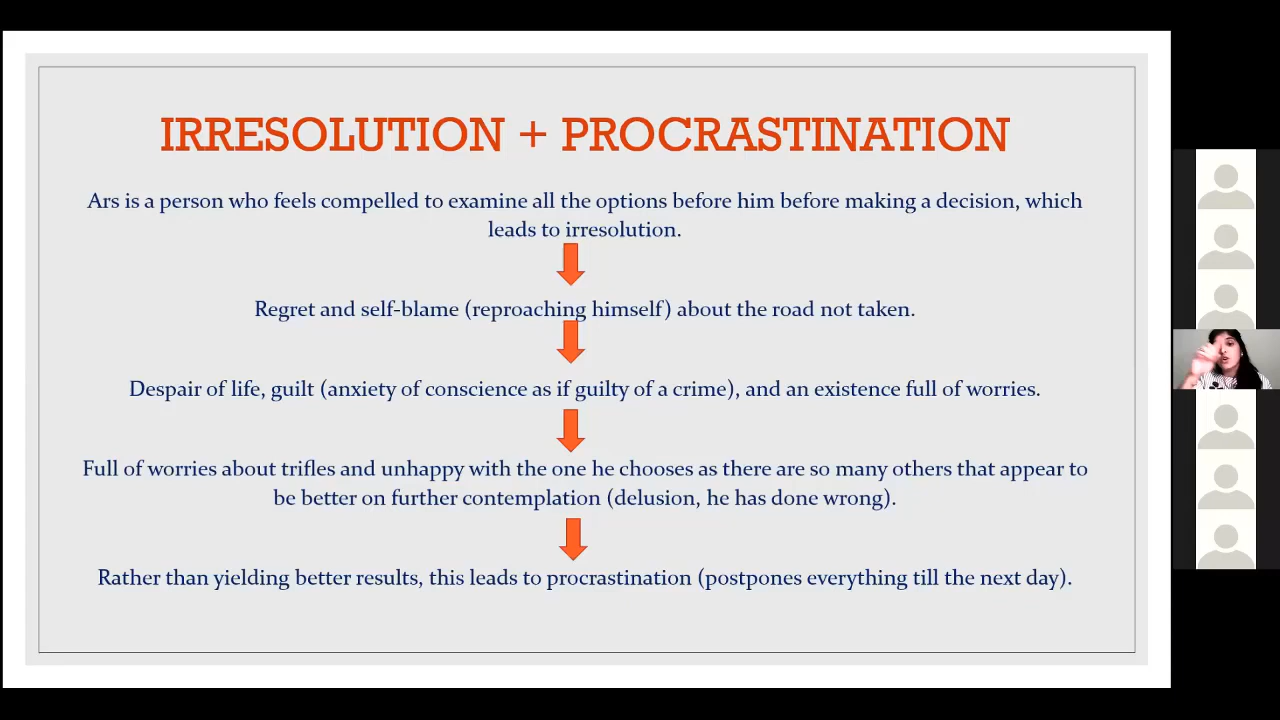 IRRESOLUTION + PROCRASTINATION
Ars is a person who feels compelled to examine all the options before him before making a decision, which
leads to irresolution.
Regret and self-blame (reproaching himself) about the road not taken.
Despair of life, guilt (anxiety of conscience as if guilty of a crime), and an existence full of worries.
Full of worries about trifles and unhappy with the one he chooses as there are so many others that appear to
be better on further contemplation (delusion, he has done wrong).
Rather than yielding better results, this leads to procrastination (postpones everything till the next day).